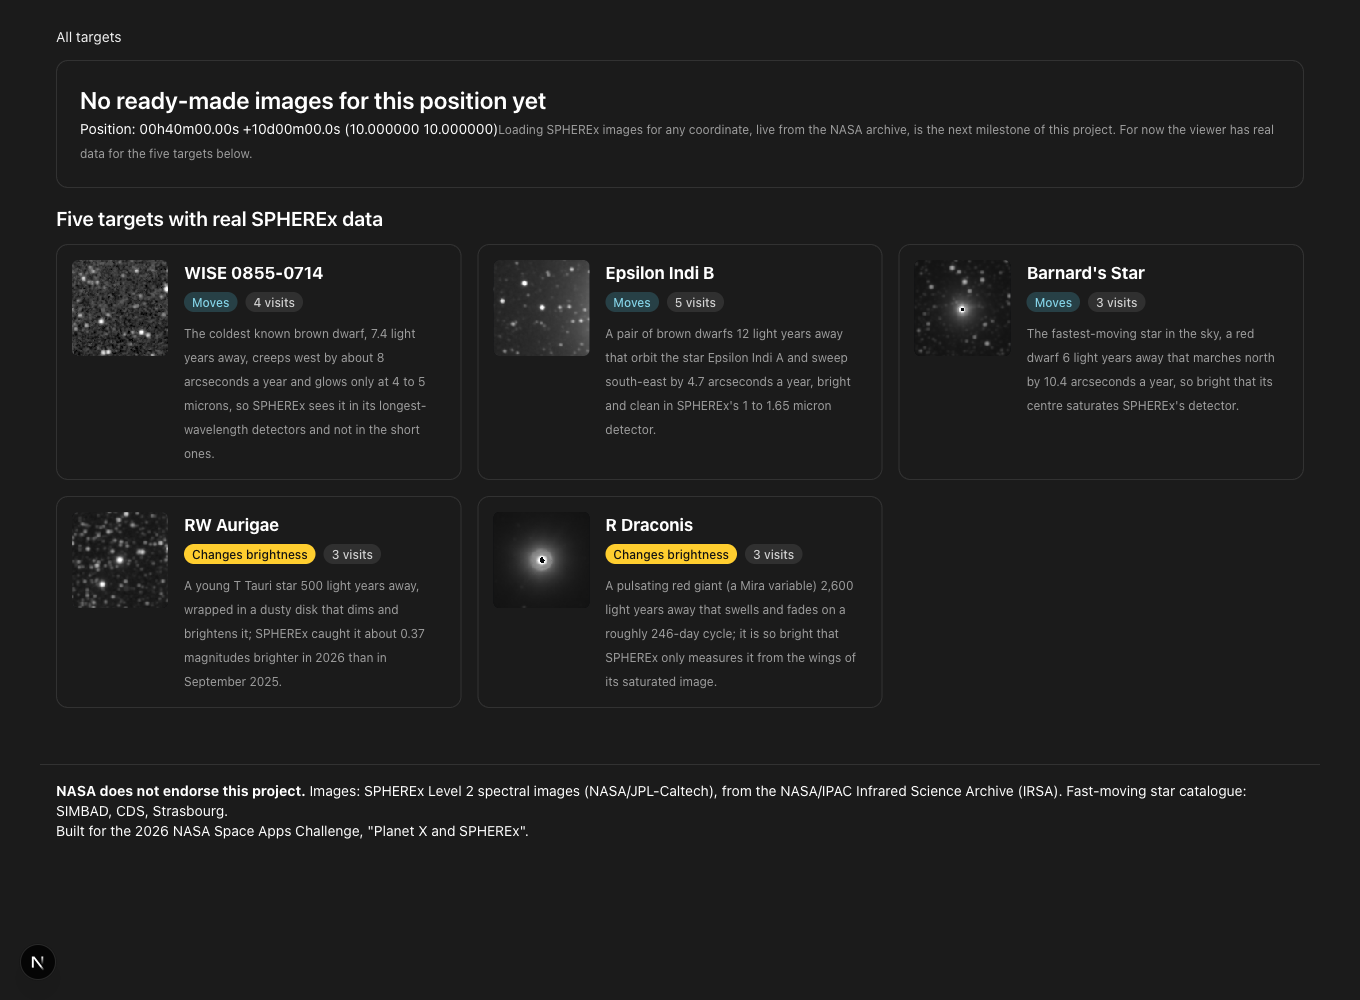 All targets
No ready-made images for this position yet
Position: 00h40m00.00s +10d00m00.0s (10.000000 10.000000)Loading SPHEREx images for any coordinate, live from the NASA archive, is the next milestone of this project. For now the viewer has real
data for the five targets below.
Five targets with real SPHEREx data
WISE 0855-0714
Moves 4 visits
The coldest known brown dwarf, 7.4 light
years away, creeps west by about 8
arcseconds a year and glows only at 4 to 5
microns, so SPHEREx sees it in its longest-
wavelength detectors and not in the short
ones.
Epsilon Indi B
Moves 5 visits
A pair of brown dwarfs 12 light years away
that orbit the star Epsilon Indi A and sweep
south-east by 4.7 arcseconds a year, bright
and clean in SPHEREx's 1 to 1.65 micron
detector.
Barnard's Star
Moves 3 visits
The fastest-moving star in the sky, a red
dwarf 6 light years away that marches north
by 10.4 arcseconds a year, so bright that its
centre saturates SPHEREx's detector.
RW Aurigae
Changes brightness 3 visits
A young T Tauri star 500 light years away,
wrapped in a dusty disk that dims and
brightens it; SPHEREx caught it about 0.37
magnitudes brighter in 2026 than in
September 2025.
R Draconis
Changes brightness 3 visits
A pulsating red giant (a Mira variable) 2,600
light years away that swells and fades on a
roughly 246-day cycle; it is so bright that
SPHEREx only measures it from the wings of
its saturated image.
NASA does not endorse this project. Images: SPHEREx Level 2 spectral images (NASA/JPL-Caltech), from the NASA/IPAC Infrared Science Archive (IRSA). Fast-moving star catalogue:
SIMBAD, CDS, Strasbourg.
Built for the 2026 NASA Space Apps Challenge, "Planet X and SPHEREx".
N